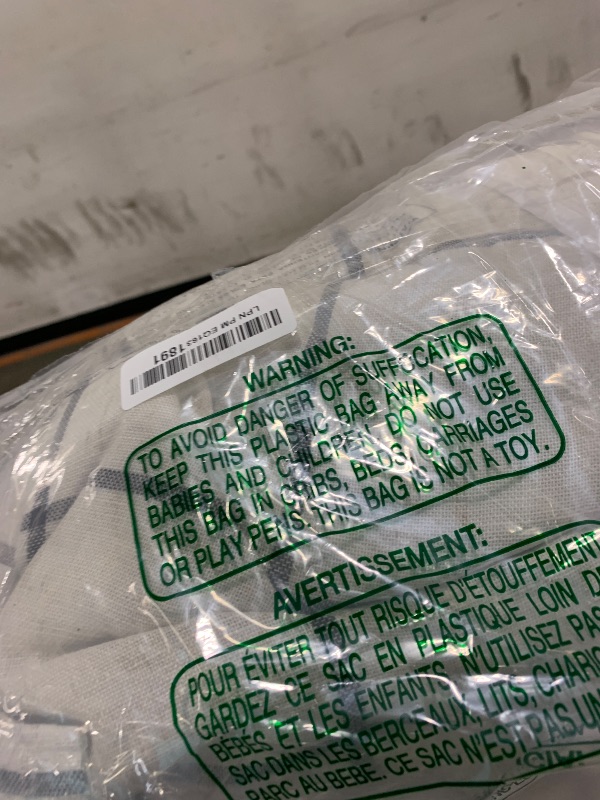 LPN PM EQ1931891
WARNING:
TO AVOID DANGER OF SUFFOCATION,
KEEP THIS PLASTIC BAG AWAY FROM
BABIES AND CHILDREN. DO NOT USE
THIS BAG IN CRIBS, BEDS, CARRIAGES
OR PLAY PENS. THIS BAG IS NOT A TOY.
AVERTISSEMENT:
POUR ÉVITER TOUT RISQUE D'ÉTOUFFEMENT
GARDEZ CE SAC EN PLASTIQUE LOIN
BÉBÉS ET LES ENFANTS. N'UTILISEZ PAS
SAC DANS LES BERCEAUX, LITS,
PARC AU BEBE. CE SAC N'EST PAS UN